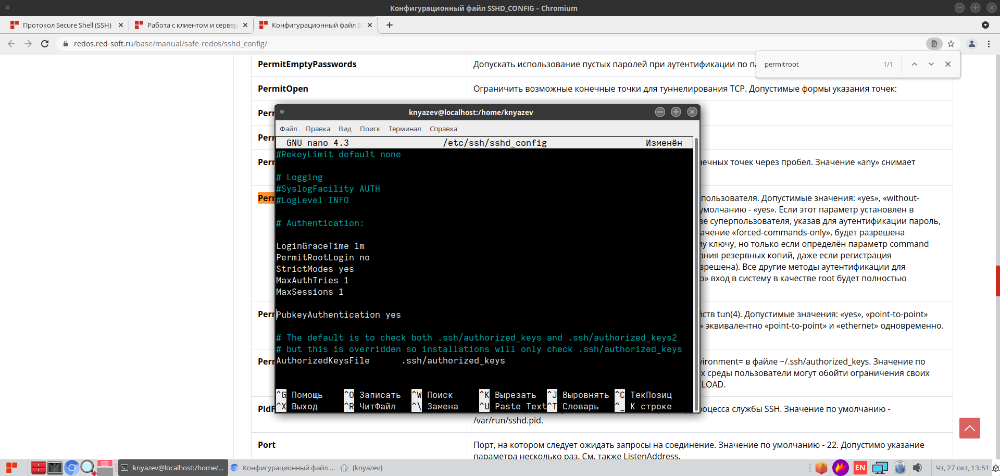 Конфигурационный файл SSHD_CONFIG – Chromium
Протокол Secure Shell (SSH)
Работа с клиентом и сервер
Конфигурационный файл SS
redos.red-soft.ru/base/manual/safe-redos/sshd_config/
permitroot
1/1
PermitEmptyPasswords
Допускать использование пустых паролей при аутентификации по па
PermitOpen
Ограничить возможные конечные точки для туннелирования TCP. Допустимые формы указания точек:
knyazev@localhost:/home/knyazev
Файл Правка Вид Поиск Терминал Справка
GNU nano 4.3 /etc/ssh/sshd_config Изменён
#RekeyLimit default none
# Logging
#SyslogFacility AUTH
#LogLevel INFO
# Authentication:
LoginGraceTime 1m
PermitRootLogin no
StrictModes yes
MaxAuthTries 1
MaxSessions 1
PubkeyAuthentication yes
# The default is to check both .ssh/authorized_keys and .ssh/authorized_keys2
# but this is overridden so installations will only check .ssh/authorized_keys
AuthorizedKeysFile .ssh/authorized_keys
^G Помощь ^O Записать ^W Поиск ^K Вырезать ^J Выровнять ^C ТекПозиц
^X Выход ^R ЧитФайл ^\ Замена ^U Paste Text ^T Словарь ^_ К строке
Perm
Perm
Perm
нечных точек через пробел. Значение «any» снимает
Perm
пользователя. Допустимые значения: «yes», «without-
умолчанию - «yes». Если этот параметр установлен в
ве суперпользователя, указав для аутентификации пароль,
ачение «forced-commands-only», будет разрешена
му ключу, но только если определён параметр command
ания резервных копий, даже если регистрация
зрешена). Все другие методы аутентификации для
о» вход в систему в качестве root будет полностью
Perm
йств tun(4). Допустимые значения: «yes», «point-to-point»
» эквивалентно «point-to-point» и «ethernet» одновременно.
Perm
vironment= в файле ~/.ssh/authorized_keys. Значение по
х среды пользователи могут обойти ограничения своих
LOAD.
PidF
роцесса службы SSH. Значение по умолчанию -
/var/run/sshd.pid.
Port
Порт, на котором следует ожидать запросы на соединение. Значение по умолчанию - 22. Допустимо указание
параметра несколько раз. См. также ListenAddress.
knyazev@localhost:/home/...
Конфигурационный файл ...
[knyazev]
EN
Чт, 27 окт, 13:51